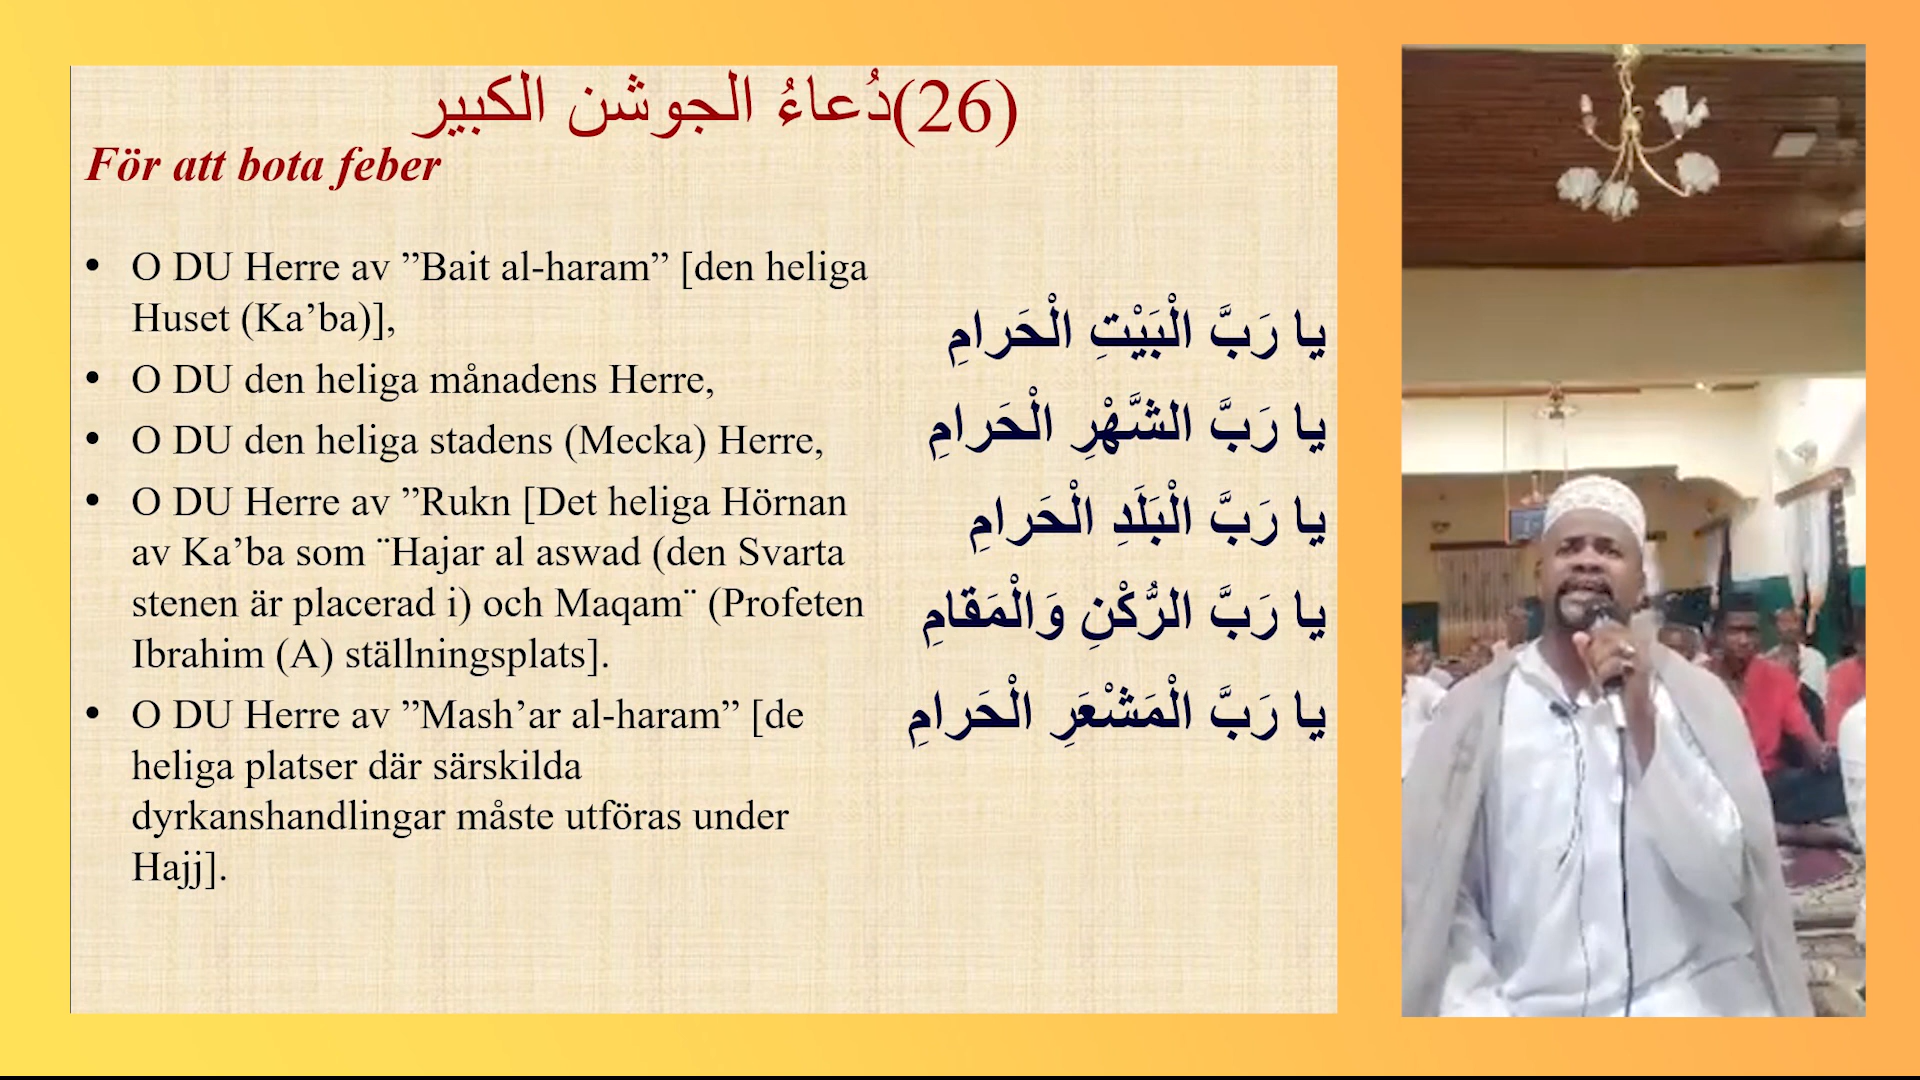 (26)دُعاءُ الجوشن الكبير
För att bota feber
• O DU Herre av ”Bait al-haram” [den heliga
Huset (Ka’ba)],
• O DU den heliga månadens Herre,
• O DU den heliga stadens (Mecka) Herre,
• O DU Herre av ”Rukn [Det heliga Hörnan
av Ka’ba som ¨Hajar al aswad (den Svarta
stenen är placerad i) och Maqam¨ (Profeten
Ibrahim (A) ställningsplats].
• O DU Herre av ”Mash’ar al-haram” [de
heliga platser där särskilda
dyrkanshandlingar måste utföras under
Hajj].
يا رَبَّ الْبَيْتِ الْحَرامِ
يا رَبَّ الشَّهْرِ الْحَرامِ
يا رَبَّ الْبَلَدِ الْحَرامِ
يا رَبَّ الرُّكْنِ وَالْمَقامِ
يا رَبَّ الْمَشْعَرِ الْحَرامِ